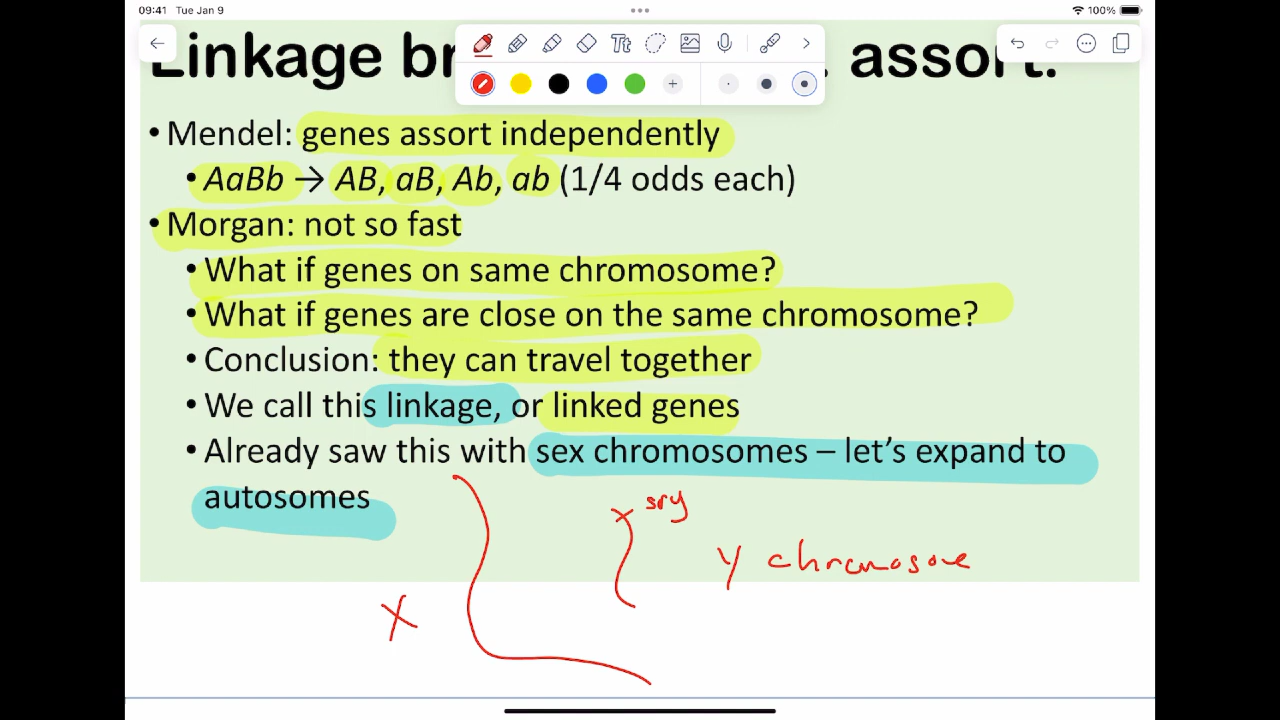 09:41 Tue Jan 9
100%
Linkage br
. assort.
Tt
• Mendel: genes assort independently
• AaBb → AB, aB, Ab, ab (1/4 odds each)
• Morgan: not so fast
• What if genes on same chromosome?
• What if genes are close on the same chromosome?
• Conclusion: they can travel together
• We call this linkage, or linked genes
• Already saw this with sex chromosomes – let's expand to
autosomes
x sry
Y chromosome
X